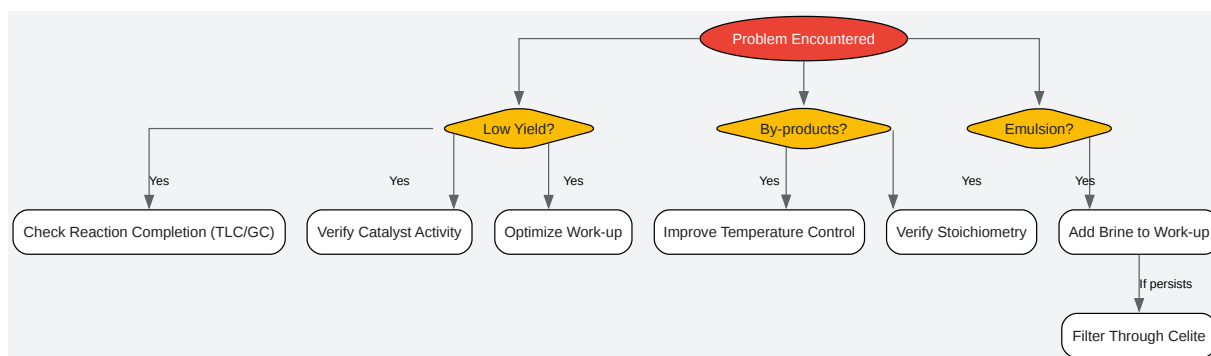 Problem Encountered
Low Yield?
By-products?
Emulsion?
Yes
Yes
Yes
Yes
Yes
Yes
Check Reaction Completion (TLC/GC)
Verify Catalyst Activity
Optimize Work-up
Improve Temperature Control
Verify Stoichiometry
Add Brine to Work-up
If persists
Filter Through Celite